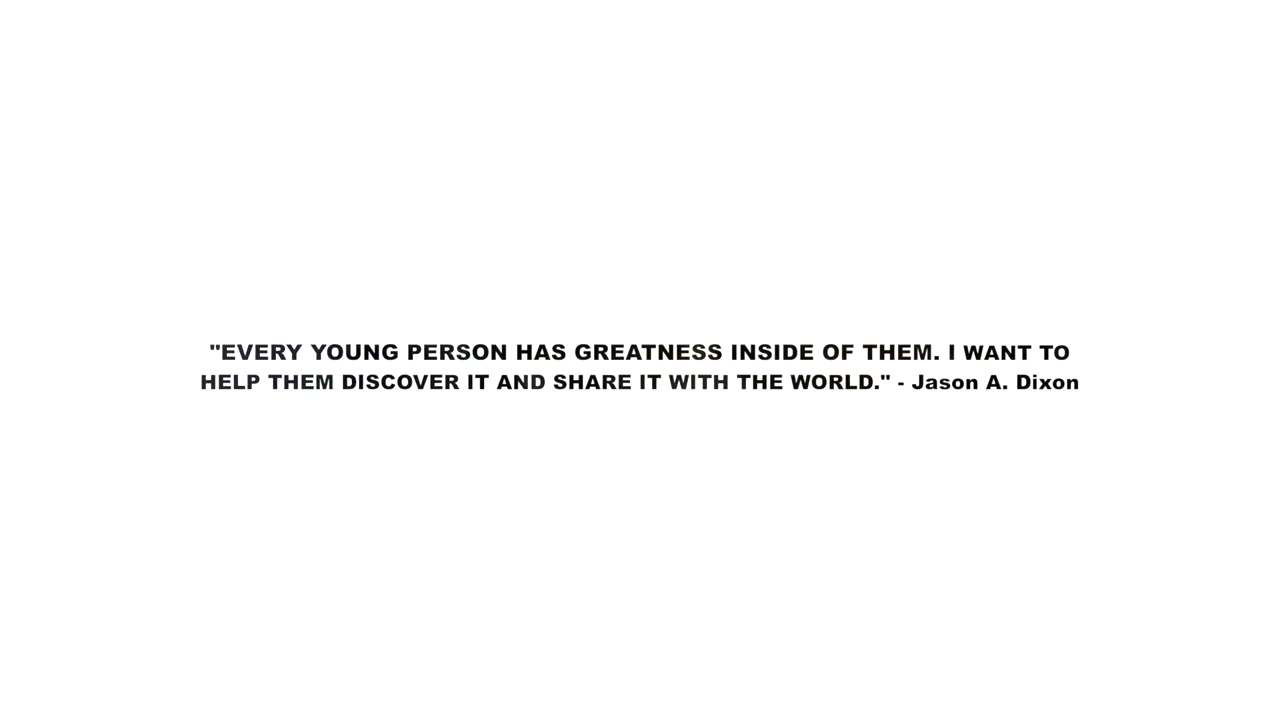 "EVERY YOUNG PERSON HAS GREATNESS INSIDE OF THEM. I WANT TO
HELP THEM DISCOVER IT AND SHARE IT WITH THE WORLD." - Jason A. Dixon